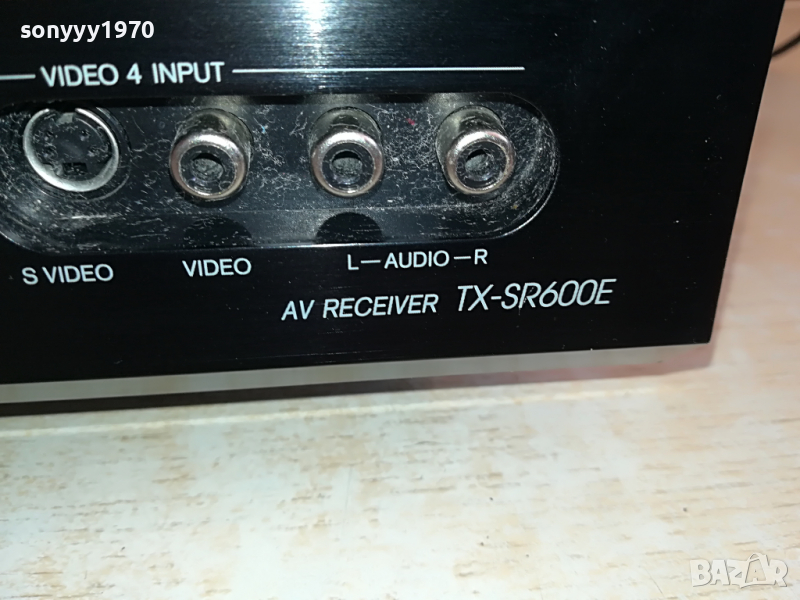 sonyyy1970
VIDEO 4 INPUT
S VIDEO VIDEO L—AUDIO—R
AV RECEIVER TX-SR600E
BAZAR